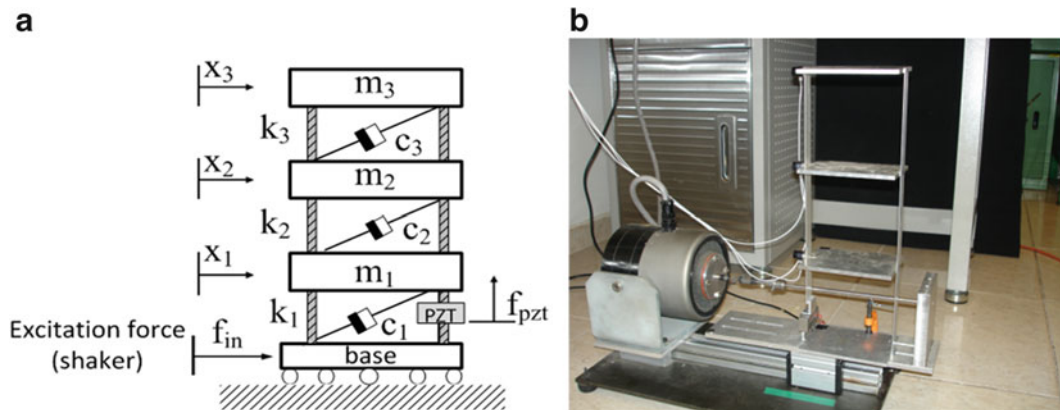 a
b
x3
m3
k3
c3
x2
m2
k2
c2
x1
m1
k1
c1
PZT
fpzt
Excitation force
(shaker)
fin
base